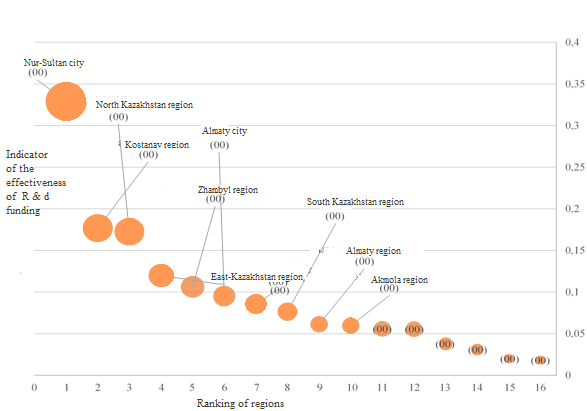 0,4
Nur-Sultan city
(00)
0,35
North Kazakhstan region
(00)
0,3
Almaty city
(00)
Kostanav region
(00)
Indicator
of the
effectiveness
of R & d
funding
0,25
Zhambyl region
(00)
0,2
South Kazakhstan region
(00)
0,15
Almaty region
(00)
East-Kazakhstan region
(00)
(00)
Akmola region
(00)
0,1
(00) (00)
0,05
(00) (00) (00) (00)
0
0 1 2 3 4 5 6 7 8 9 10 11 12 13 14 15 16
Ranking of regions